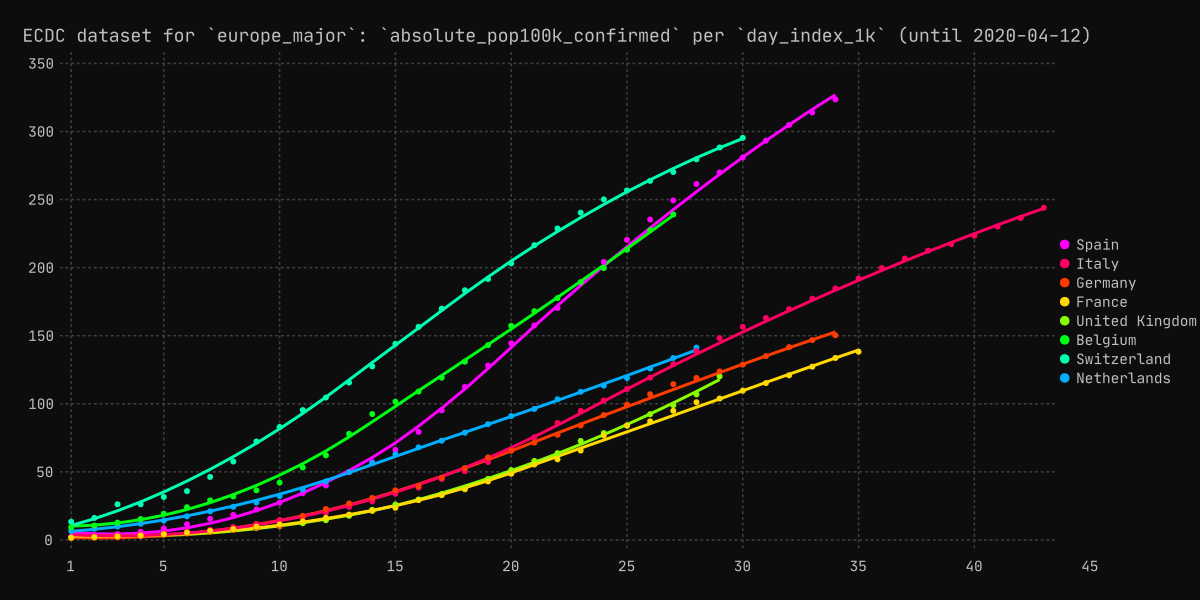 ECDC dataset for `europe_major`: `absolute_pop100k_confirmed` per `day_index_1k` (until 2020-04-12)
350
300
250
200
150
100
50
0
1 5 10 15 20 25 30 35 40 45
Spain
Italy
Germany
France
United Kingdom
Belgium
Switzerland
Netherlands